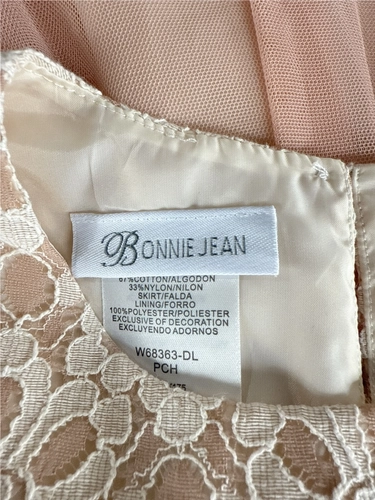 BONNIE JEAN
67%COTTON/ALGODON
33%NYLON/NILON
SKIRT/FALDA
LINING/FORRO
100%POLYESTER/POLIESTER
EXCLUSIVE OF DECORATION
EXCLUYENDO ADORNOS
W68363-DL
PCH